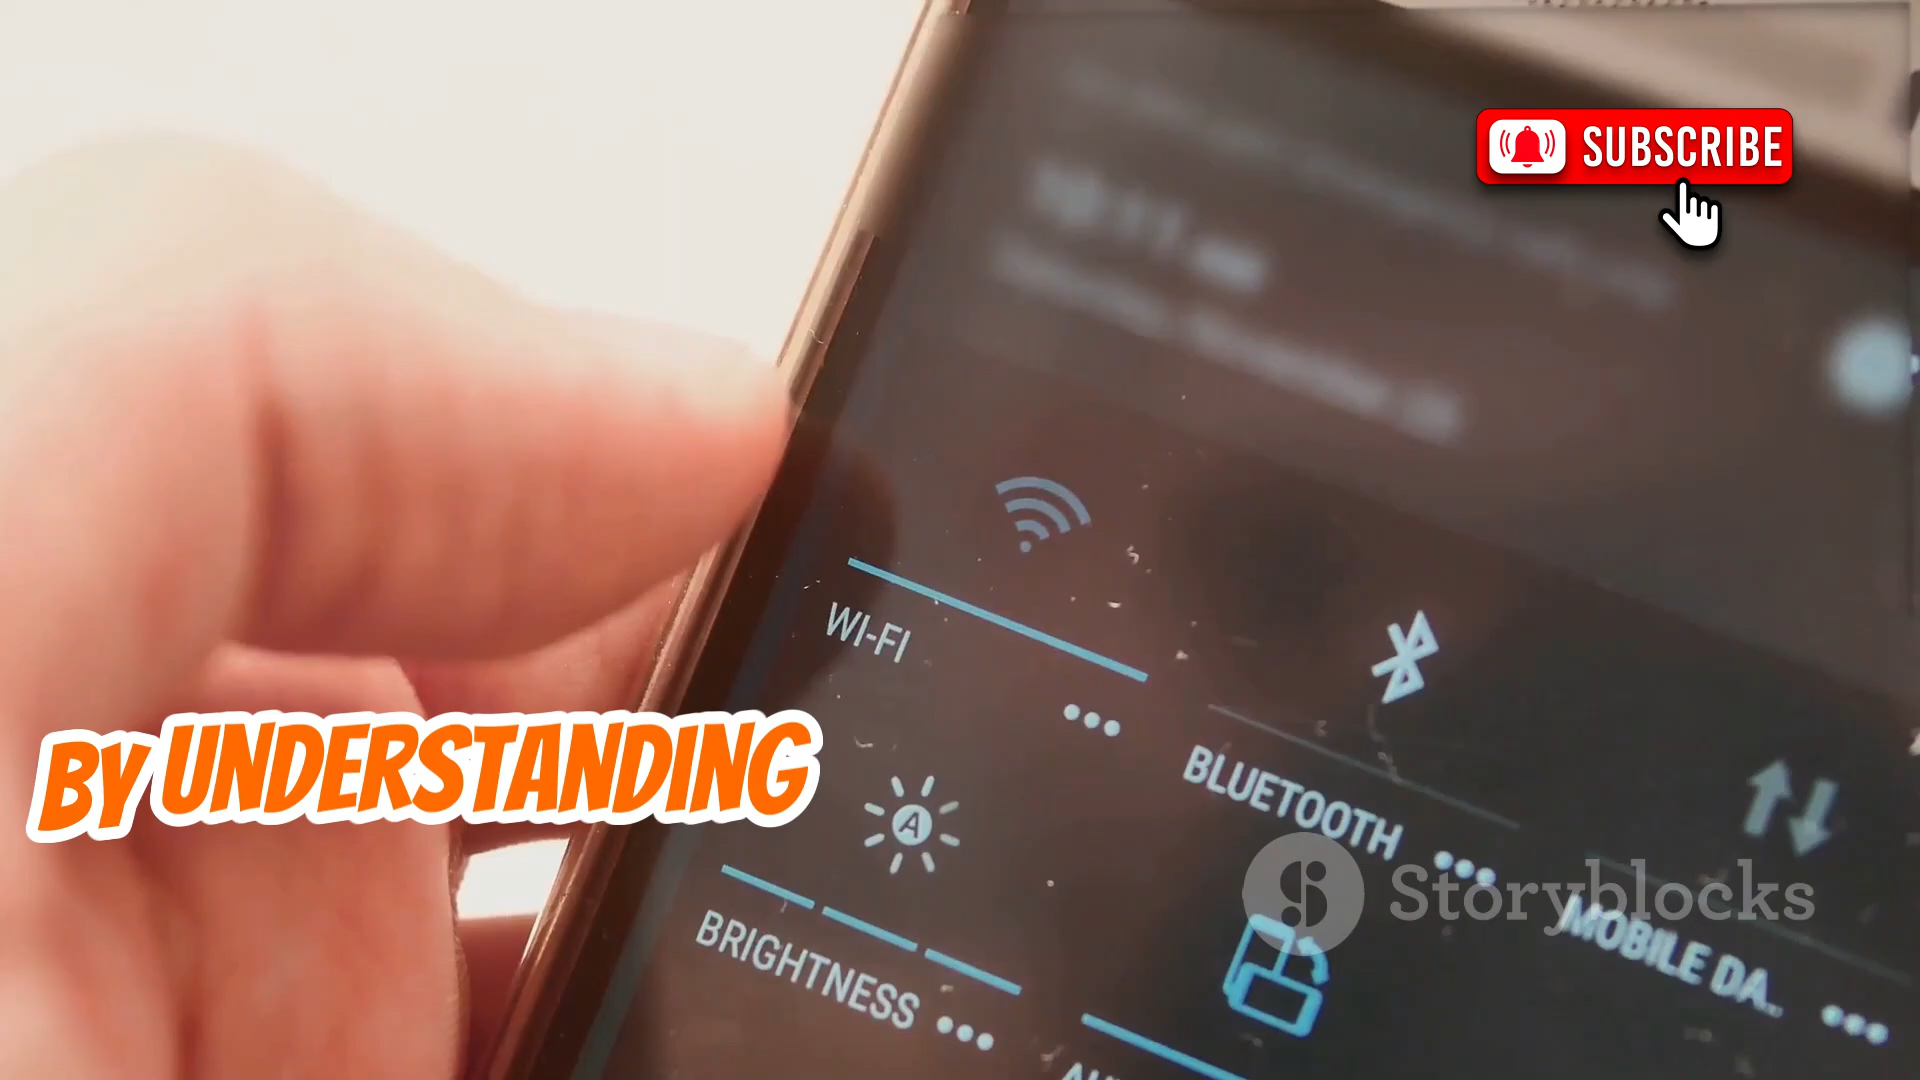 SUBSCRIBE
WI-FI
BLUETOOTH
BY UNDERSTANDING
A
Storyblocks
MOBILE DA..
BRIGHTNESS